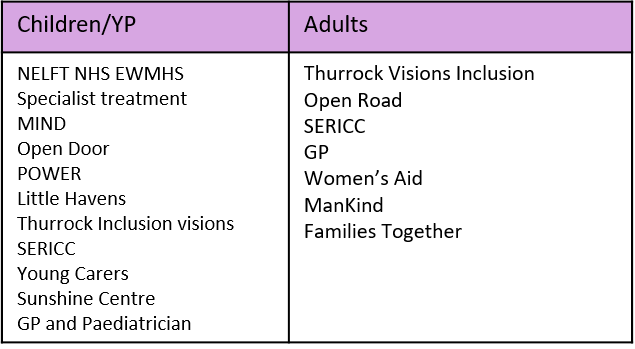 Children/YP
Adults
NELFT NHS EWMHS
Specialist treatment
MIND
Open Door
POWER
Little Havens
Thurrock Inclusion visions
SERICC
Young Carers
Sunshine Centre
GP and Paediatrician
Thurrock Visions Inclusion
Open Road
SERICC
GP
Women’s Aid
ManKind
Families Together